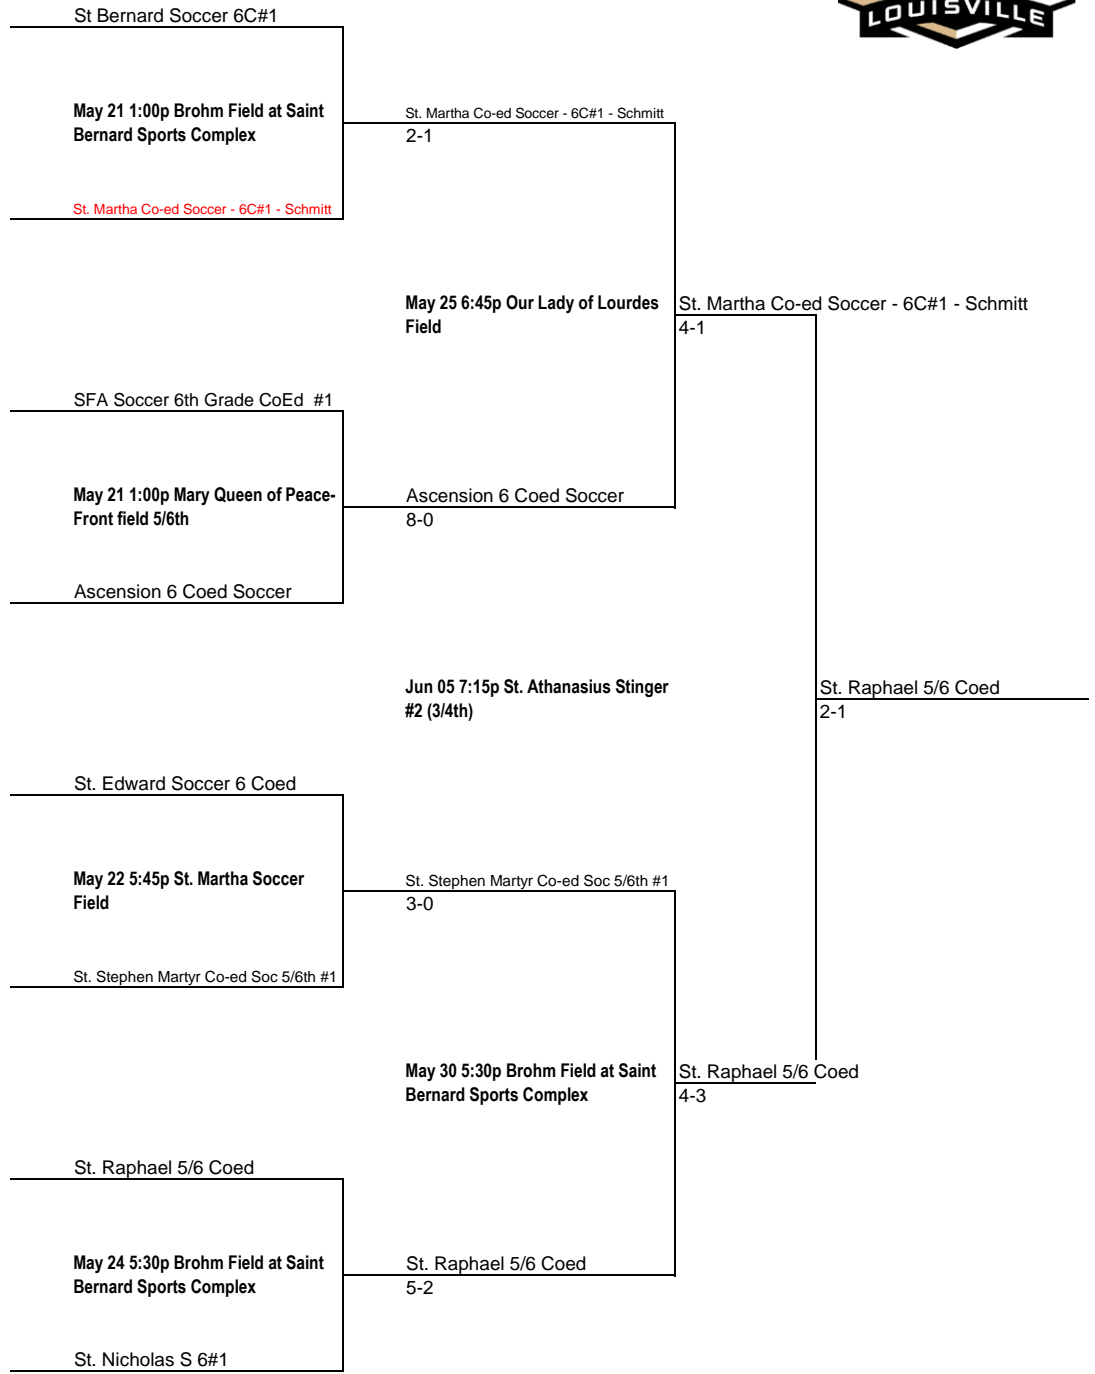 LOUISVILLE
St Bernard Soccer 6C#1
May 21 1:00p Brohm Field at Saint
Bernard Sports Complex
St. Martha Co-ed Soccer - 6C#1 - Schmitt
2-1
St. Martha Co-ed Soccer - 6C#1 - Schmitt
May 25 6:45p Our Lady of Lourdes
Field
St. Martha Co-ed Soccer - 6C#1 - Schmitt
4-1
SFA Soccer 6th Grade CoEd  #1
May 21 1:00p Mary Queen of Peace-
Front field 5/6th
Ascension 6 Coed Soccer
8-0
Ascension 6 Coed Soccer
Jun 05 7:15p St. Athanasius Stinger
#2 (3/4th)
St. Raphael 5/6 Coed
2-1
St. Edward Soccer 6 Coed
May 22 5:45p St. Martha Soccer
Field
St. Stephen Martyr Co-ed Soc 5/6th #1
3-0
St. Stephen Martyr Co-ed Soc 5/6th #1
May 30 5:30p Brohm Field at Saint
Bernard Sports Complex
St. Raphael 5/6 Coed
4-3
St. Raphael 5/6 Coed
May 24 5:30p Brohm Field at Saint
Bernard Sports Complex
St. Raphael 5/6 Coed
5-2
St. Nicholas S 6#1